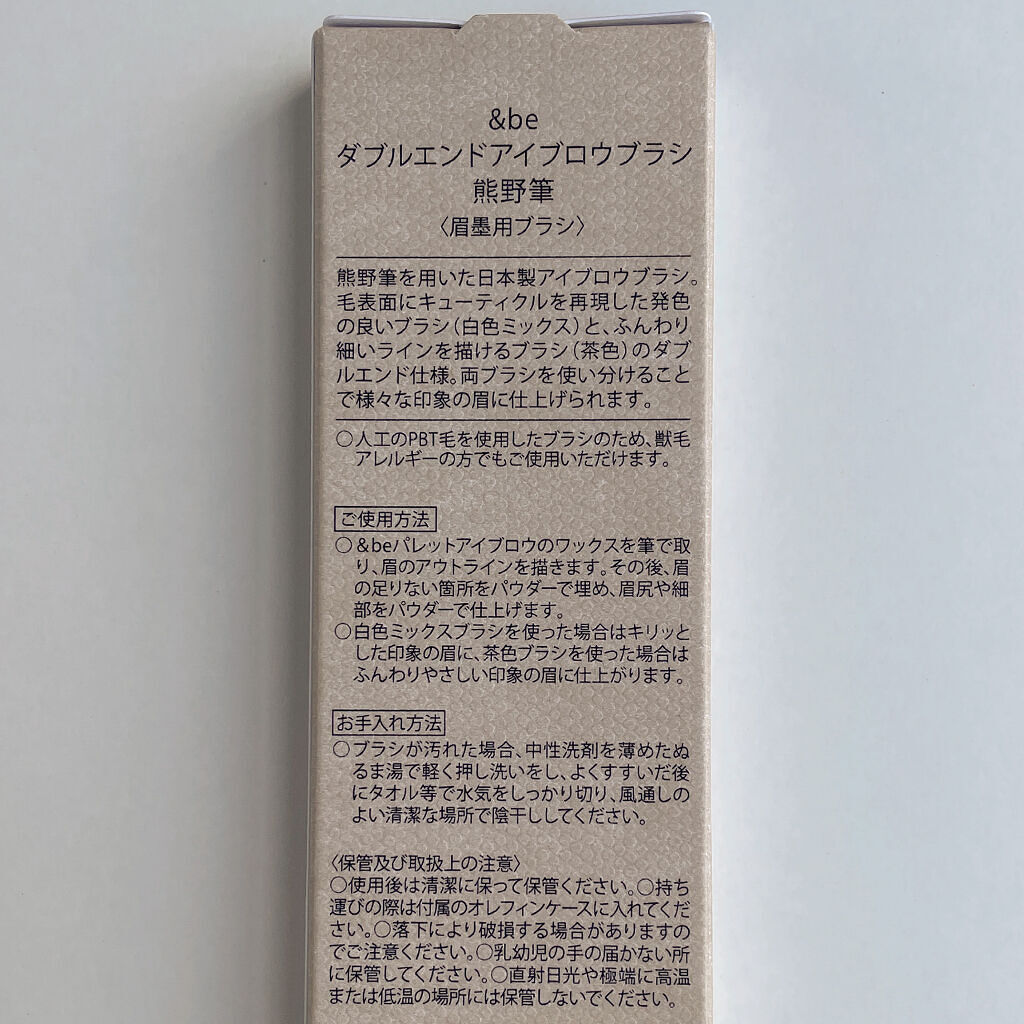 &be
ダブルエンドアイブロウブラシ
熊野筆
〈眉墨用ブラシ〉
熊野筆を用いた日本製アイブロウブラシ。
毛表面にキューティクルを再現した発色
の良いブラシ（白色ミックス）と、ふんわり
細いラインを描けるブラシ（茶色）のダブ
ルエンド仕様。両ブラシを使い分けること
で様々な印象の眉に仕上げられます。
○人工のPBT毛を使用したブラシのため、獣毛
アレルギーの方でもご使用いただけます。
ご使用方法
○&beパレットアイブロウのワックスを筆で取
り、眉のアウトラインを描きます。その後、眉
の足りない箇所をパウダーで埋め、眉尻や細
部をパウダーで仕上げます。
○白色ミックスブラシを使った場合はキリッと
した印象の眉に、茶色ブラシを使った場合は
ふんわりやさしい印象の眉に仕上がります。
お手入れ方法
○ブラシが汚れた場合、中性洗剤を薄めたぬ
るま湯で軽く押し洗いをし、よくすすいだ後
にタオル等で水気をしっかり切り、風通しの
よい清潔な場所で陰干ししてください。
〈保管及び取扱上の注意〉
○使用後は清潔に保って保管ください。○持ち
運びの際は付属のオレフィンケースに入れてくだ
さい。○落下により破損する場合がありますの
でご注意ください。○乳幼児の手の届かない所
に保管してください。○直射日光や極端に高温
または低温の場所には保管しないでください。